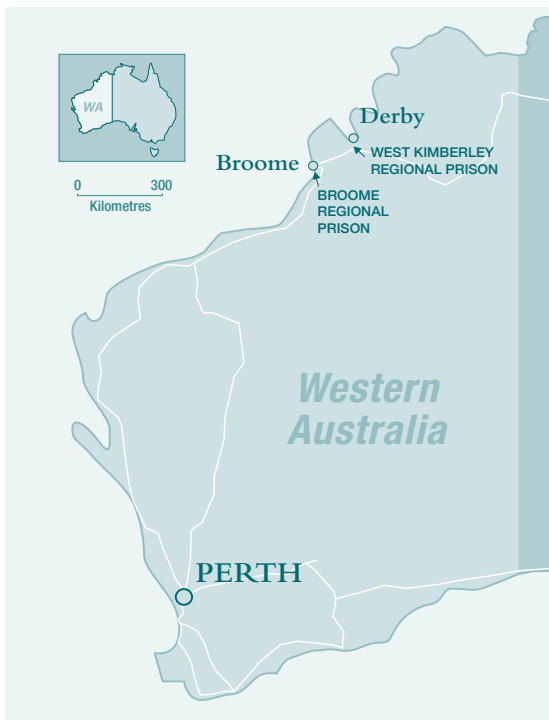 WA
0 300
Kilometres
Derby
Broome
WEST KIMBERLEY
REGIONAL PRISON
BROOME
REGIONAL
PRISON
Western
Australia
PERTH